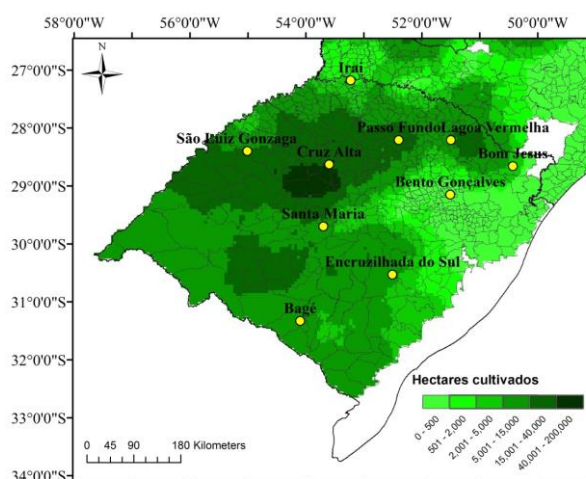 58°0'0"W 56°0'0"W 54°0'0"W 52°0'0"W 50°0'0"W
N
27°0'0"S
28°0'0"S
29°0'0"S
30°0'0"S
31°0'0"S
32°0'0"S
33°0'0"S
34°0'0"S
Iraí
Passo Fundo Lagoa Vermelha
São Luiz Gonzaga
Cruz Alta
Bom Jesus
Bento Gonçalves
Santa Maria
Encruzilhada do Sul
Bagé
Hectares cultivados
0 - 500
501 - 2,000
2,001 - 5,000
5,001 - 15,000
15,001 - 40,000
40,001 - 200,000
0 45 90 180 Kilometers